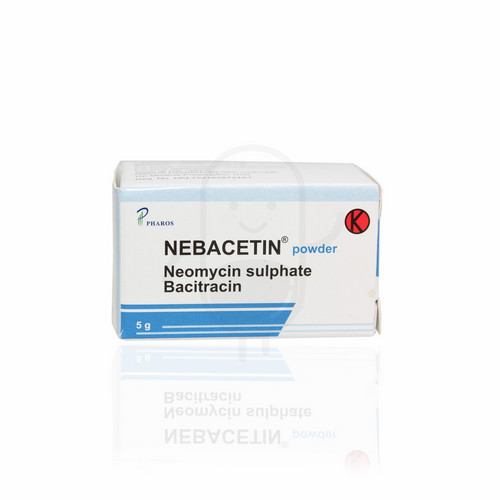 PHAROS
NEBACETIN® powder
Neomycin sulphate
Bacitracin
5 g
K